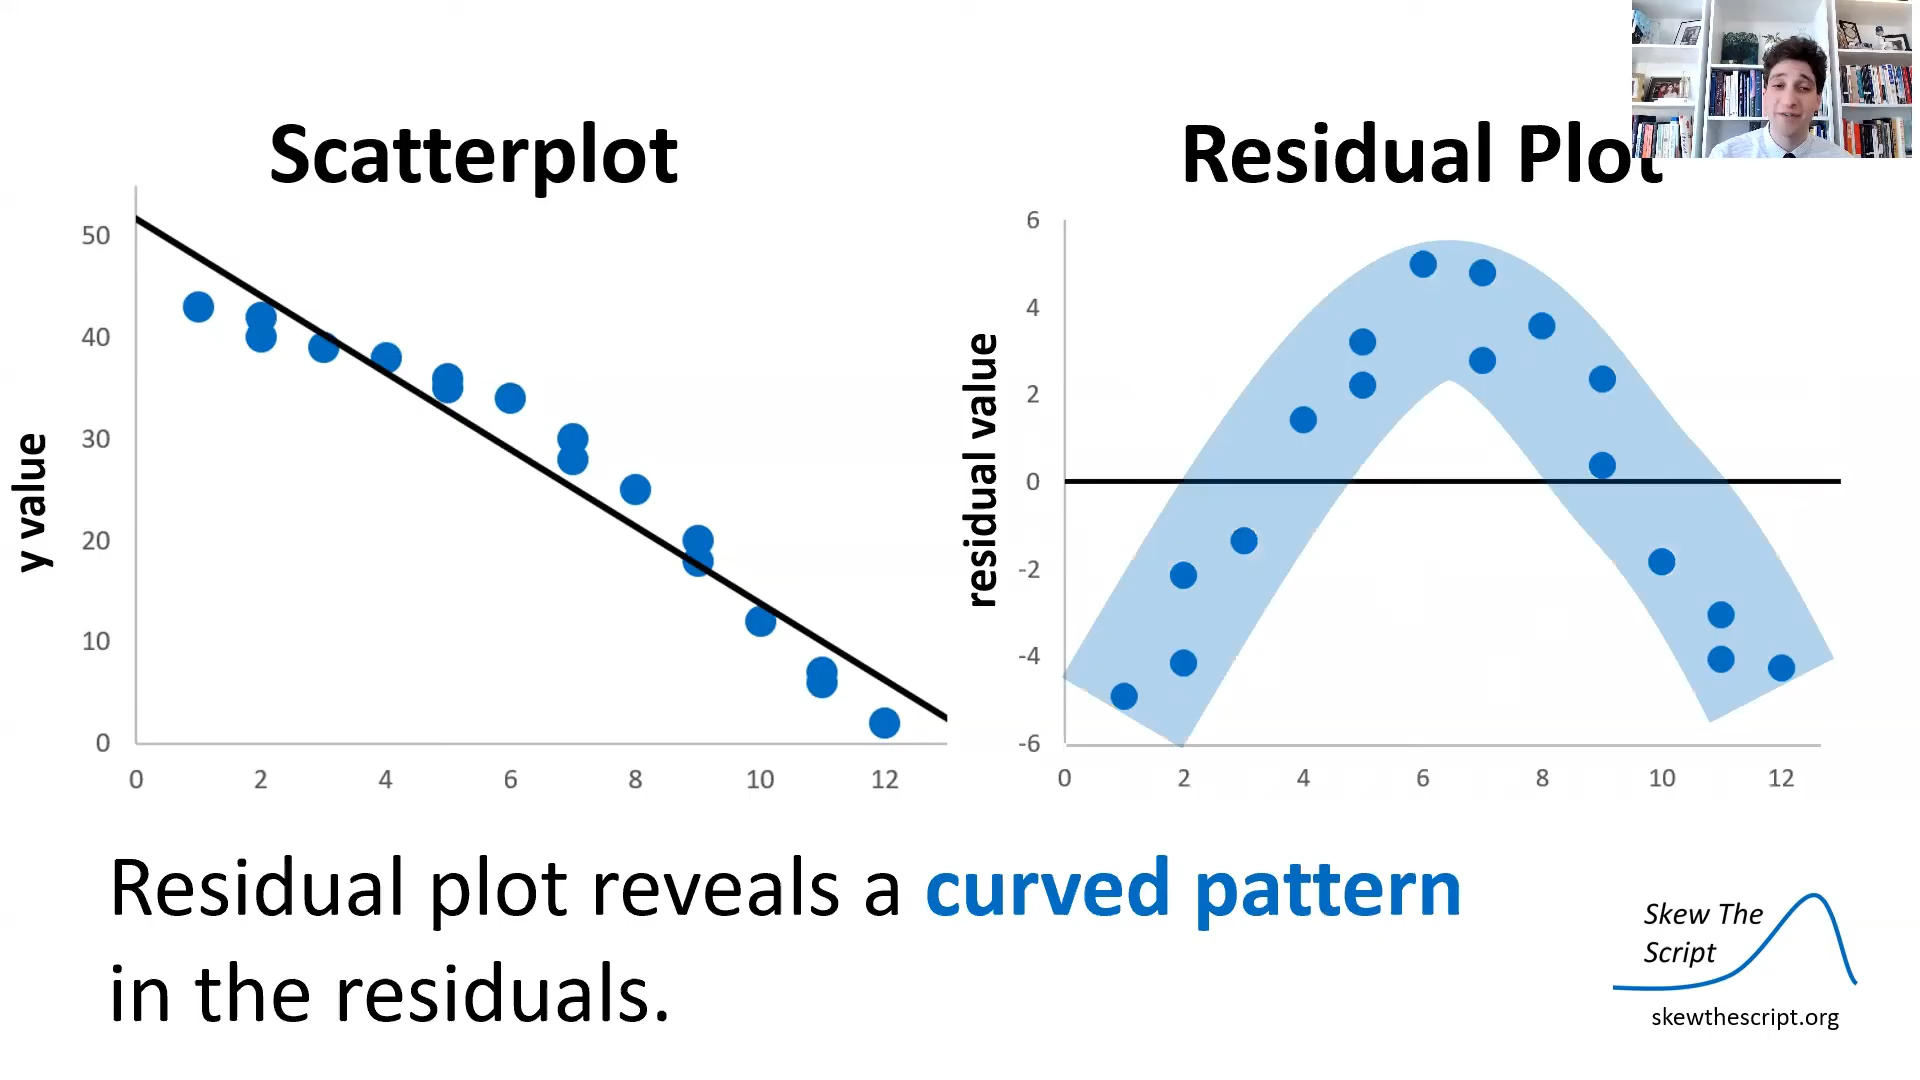 Scatterplot
y value
50
40
30
20
10
0
0 2 4 6 8 10 12
Residual Plot
residual value
6
4
2
0
-2
-4
-6
0 2 4 6 8 10 12
Residual plot reveals a curved pattern
in the residuals.
Skew The
Script
skewthescript.org